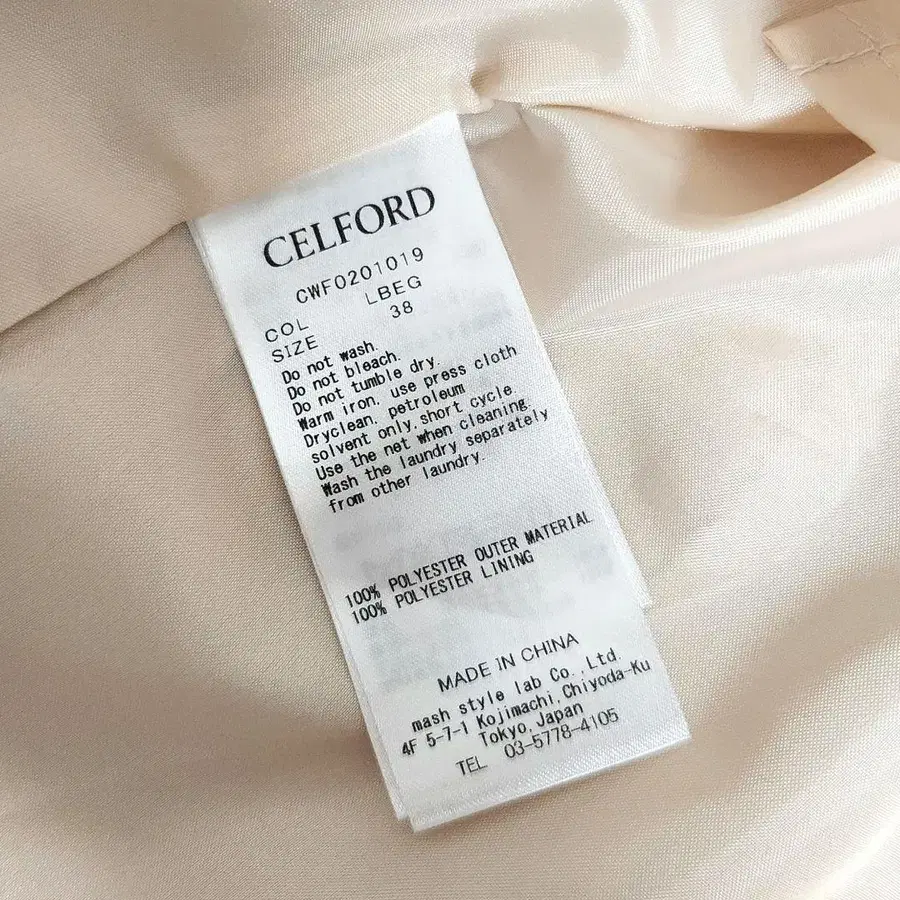 CELFORD
CWF0201019
COL LBEG
SIZE 38
Do not wash.
Do not bleach.
Do not tumble dry.
Warm iron, use press cloth
Dryclean, petroleum
solvent only,short cycle
Use the net when cleaning.
Wash the laundry separately
from other laundry.
100% POLYESTER OUTER MATERIAL
100% POLYESTER LINING
MADE IN CHINA
mash style lab Co.,Ltd.
4F 5-7-1 Kojimachi,Chiyoda-Ku
Tokyo,Japan
TEL 03-5778-4105